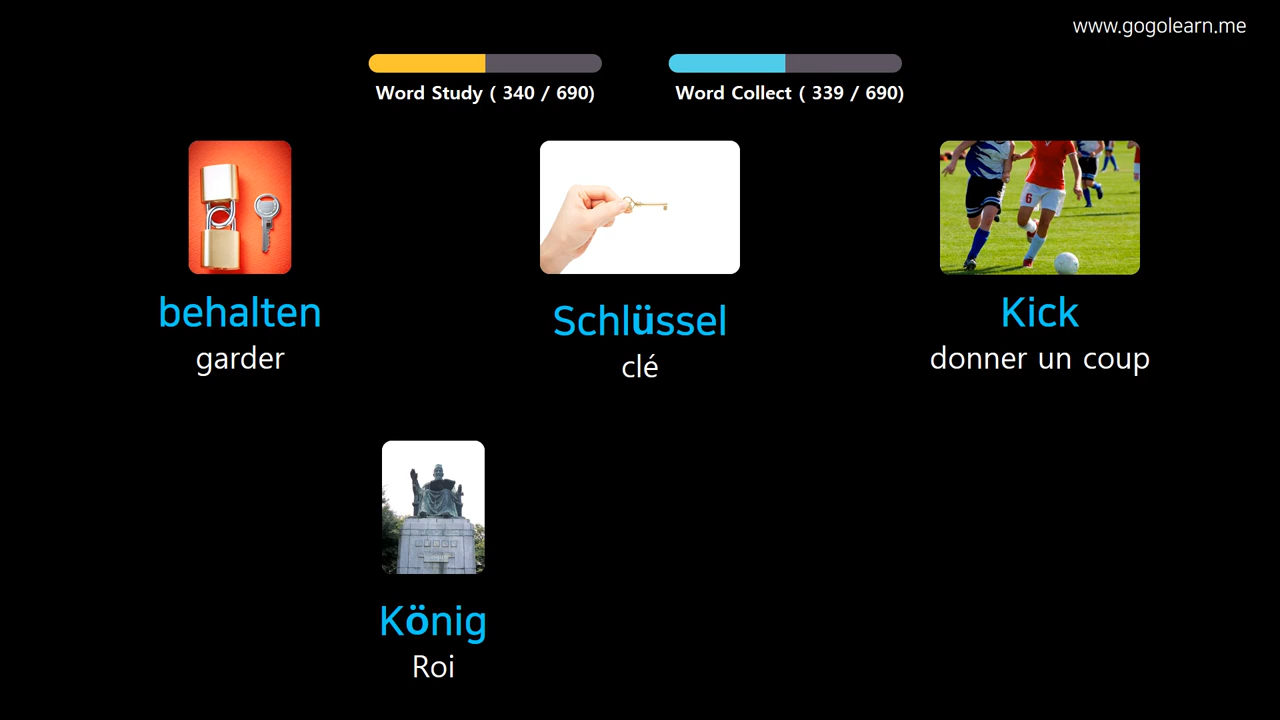 www.gogolearn.me
Word Study ( 340 / 690)
Word Collect ( 339 / 690)
behalten
garder
Schlüssel
clé
Kick
donner un coup
6
König
Roi